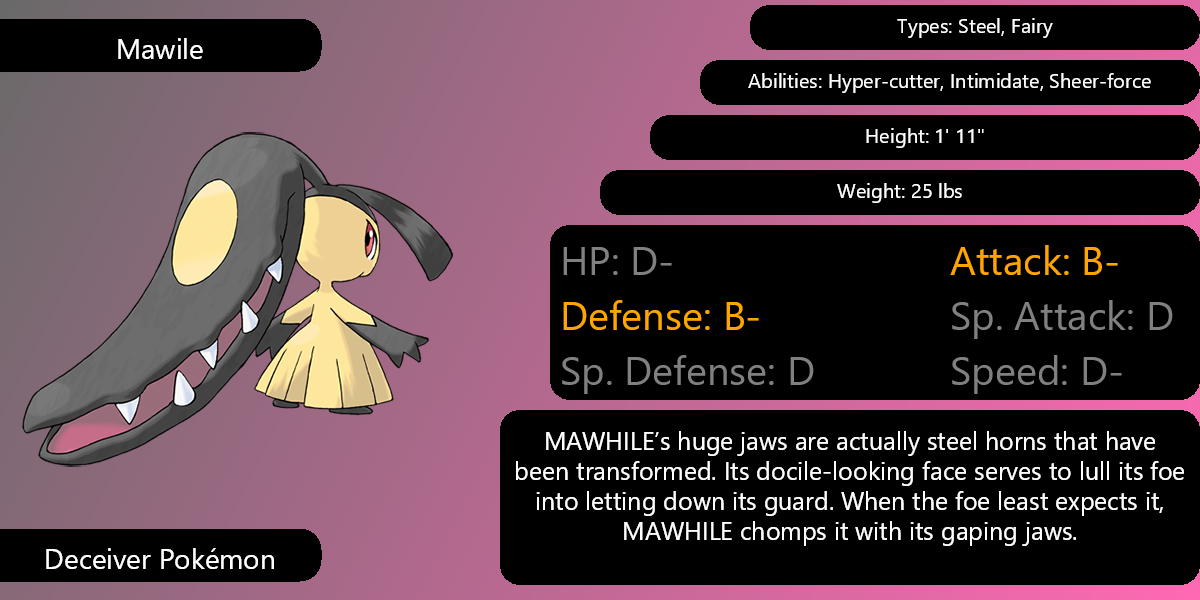 Mawile
Types: Steel, Fairy
Abilities: Hyper-cutter, Intimidate, Sheer-force
Height: 1' 11"
Weight: 25 lbs
HP: D-
Attack: B-
Defense: B-
Sp. Attack: D
Sp. Defense: D
Speed: D-
MAWHILE’s huge jaws are actually steel horns that have
been transformed. Its docile-looking face serves to lull its foe
into letting down its guard. When the foe least expects it,
MAWHILE chomps it with its gaping jaws.
Deceiver Pokémon